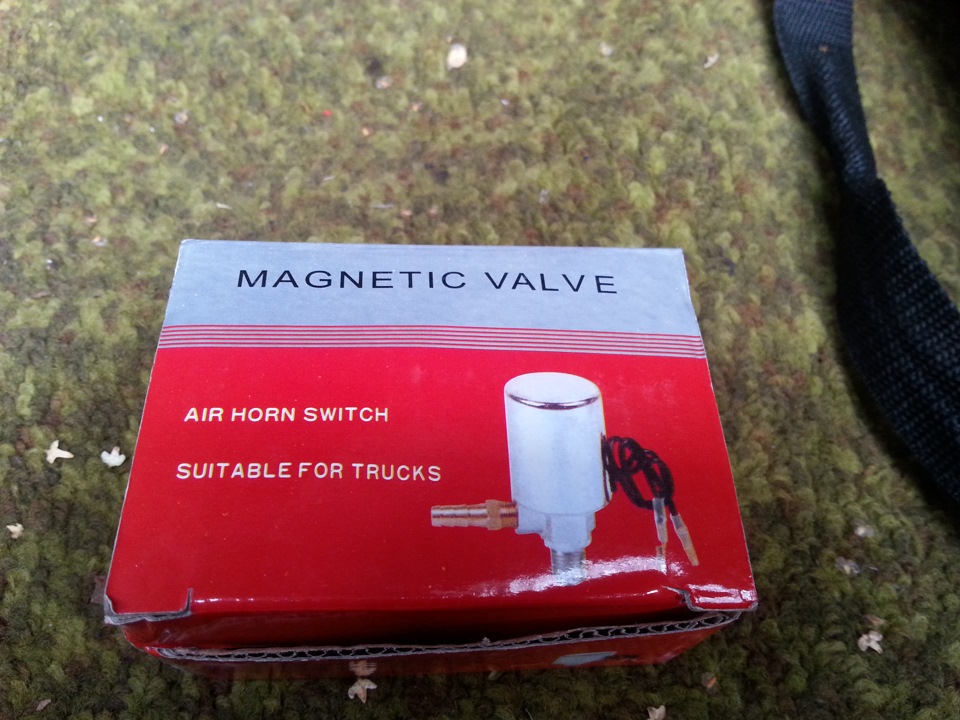 MAGNETIC VALVE
AIR HORN SWITCH
SUITABLE FOR TRUCKS